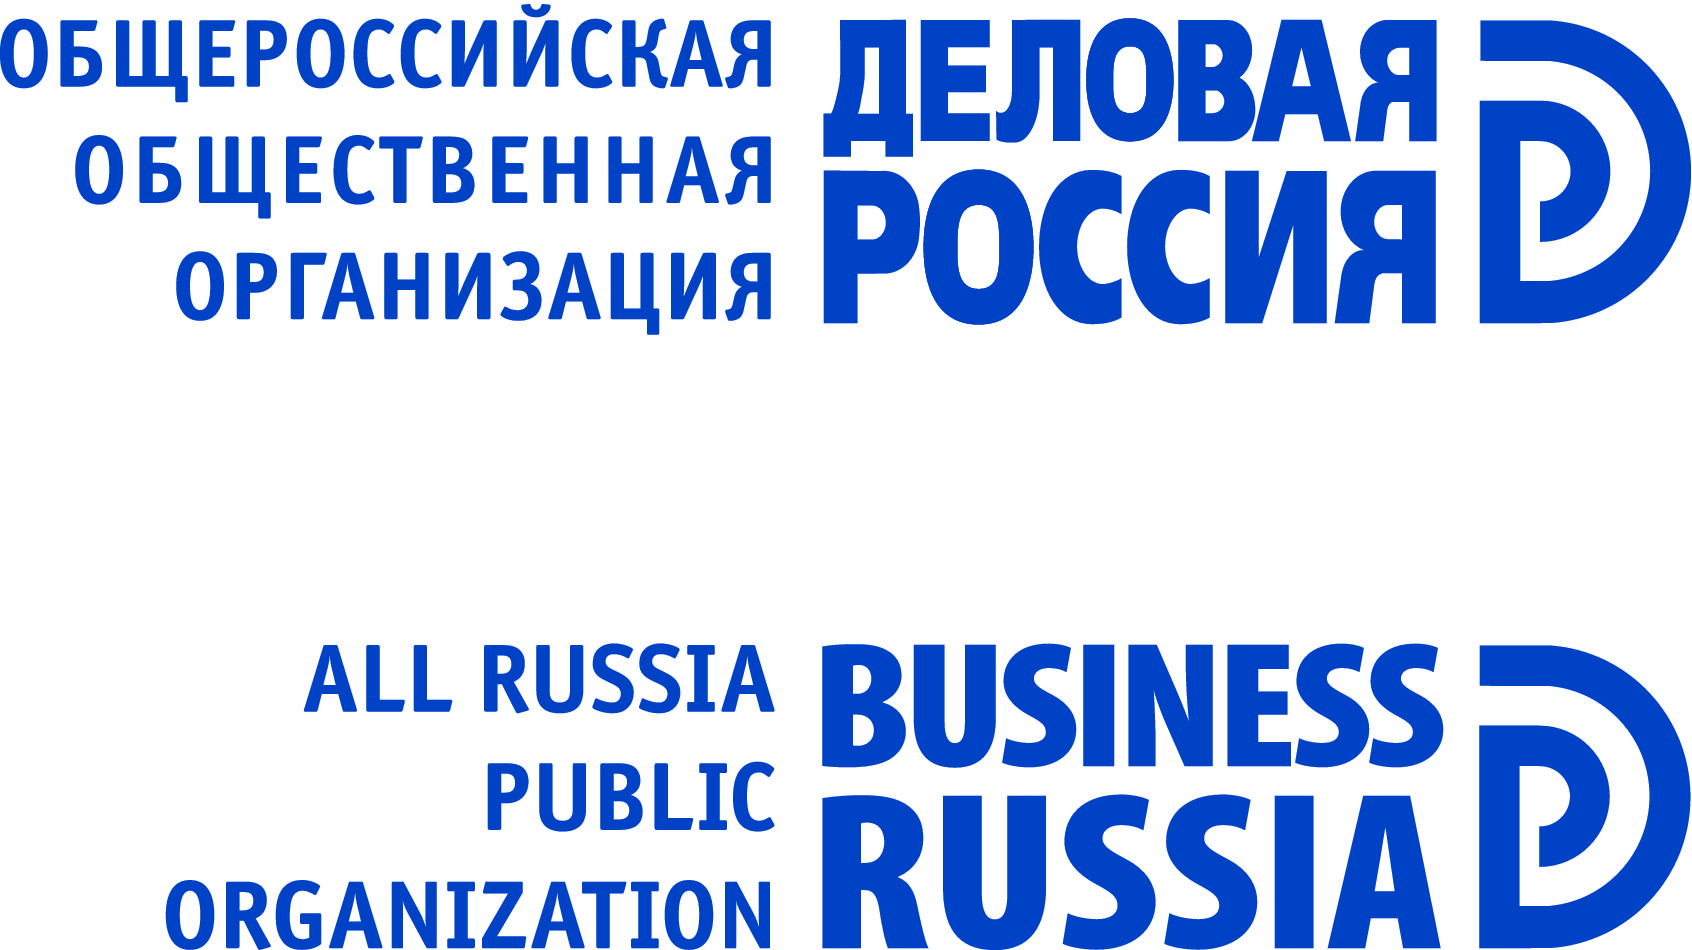 ОБЩЕРОССИЙСКАЯ
ОБЩЕСТВЕННАЯ
ОРГАНИЗАЦИЯ
ДЕЛОВАЯ
РОССИЯ
ALL RUSSIA
PUBLIC
ORGANIZATION
BUSINESS
RUSSIA